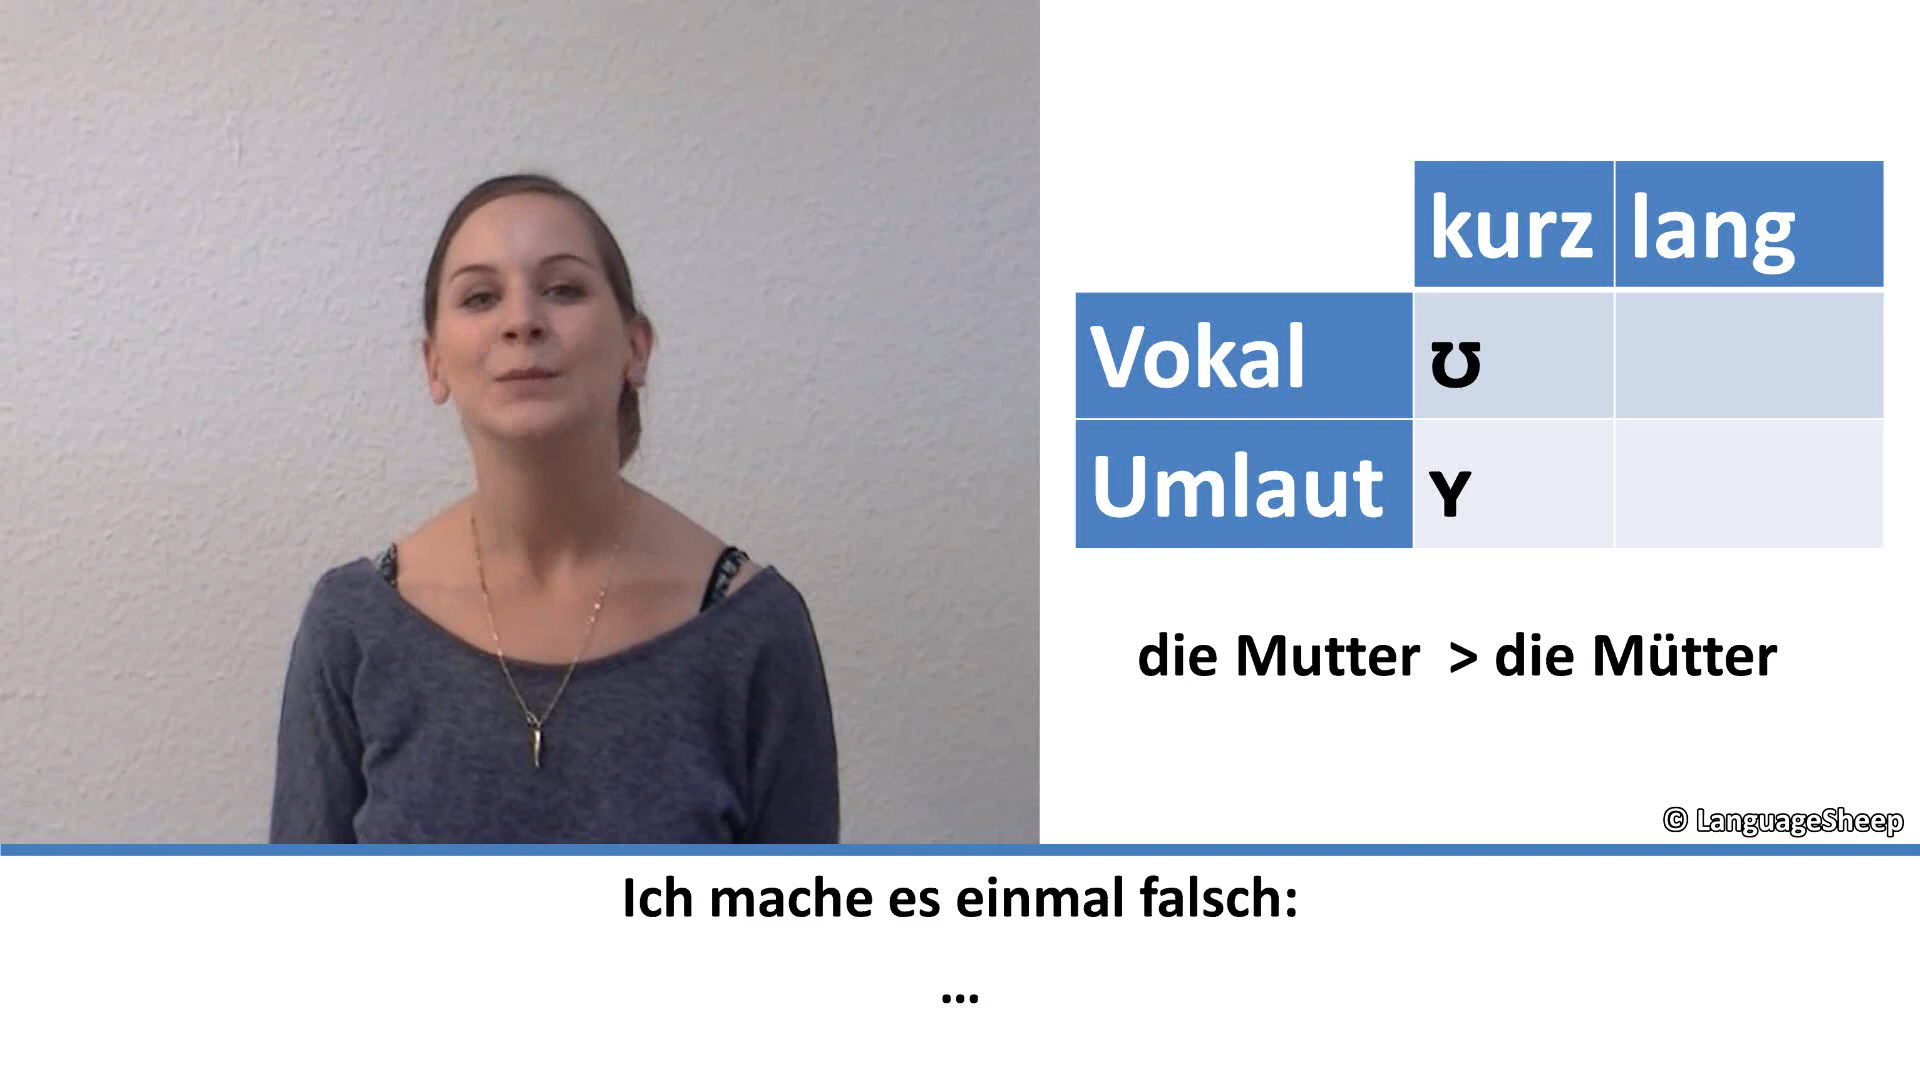 kurz lang
Vokal ʊ
Umlaut ʏ
die Mutter > die Mütter
© LanguageSheep
Ich mache es einmal falsch:
...